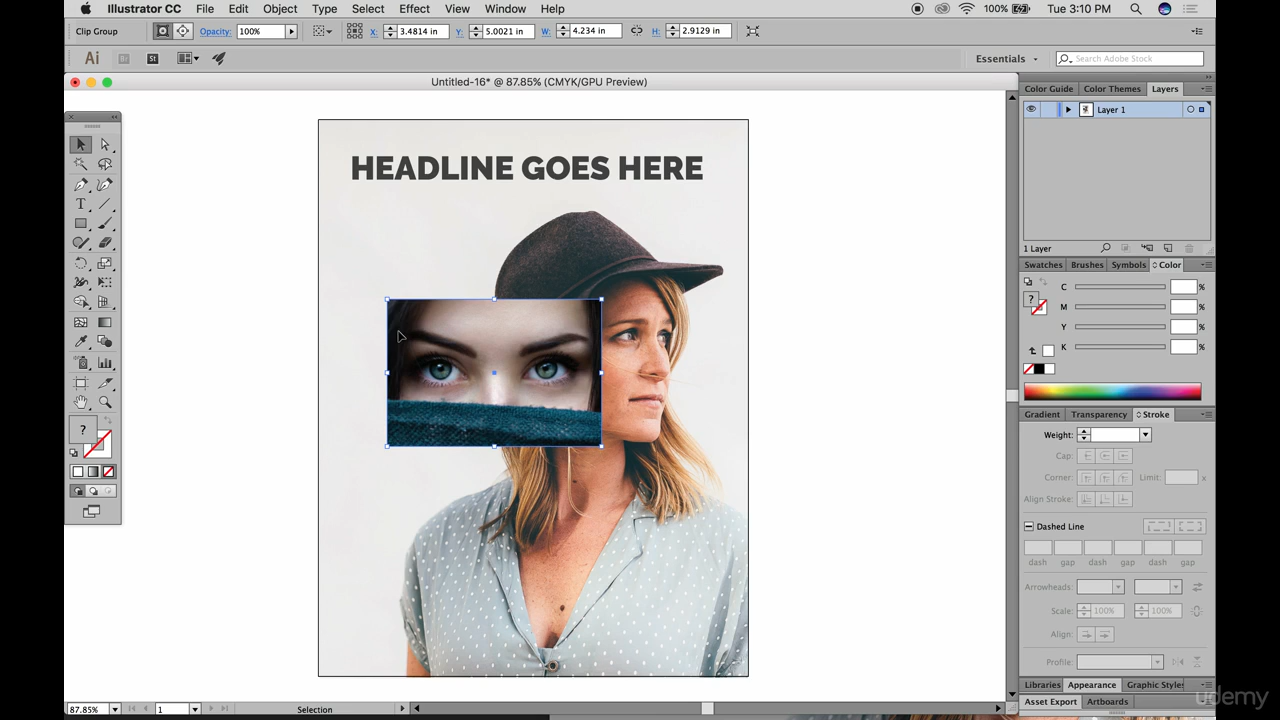 Illustrator CC File Edit Object Type Select Effect View Window Help 100% Tue 3:10 PM
Clip Group Opacity: 100% X: 3.4814 in Y: 5.0021 in W: 4.234 in H: 2.9129 in
Ai Br St Essentials Search Adobe Stock
Untitled-16* @ 87.85% (CMYK/GPU Preview)
Color Guide Color Themes Layers
Layer 1
HEADLINE GOES HERE
1 Layer
Swatches Brushes Symbols Color
? C %
M %
Y %
K %
Gradient Transparency Stroke
? Weight:
Cap:
Corner: Limit: x
Align Stroke:
Dashed Line
dash gap dash gap dash gap
Arrowheads:
Scale: 100% 100%
Align:
Profile:
Libraries Appearance Graphic Styles
Asset Export Artboards
87.85% 1 Selection
udemy